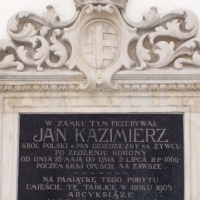 W ZAMKU TYM PRZEBYWAŁ
JAN KAZIMIERZ
KRÓL POLSKI & PAN DZIEDZICZNY NA ŻYWCU
PO ZŁOŻENIU KORONY
OD DNIA MAJA DO DNIA 3 LIPCA R·P·1669·
POCZEM KRAJ OPUŚCIŁ NA ZAWSZE·
NA PAMIĄTKĘ TEGO POBYTU
UMIEŚCIŁ TĘ TABLICĘ W ROKU 1904
ARCYKSIĄŻĘ